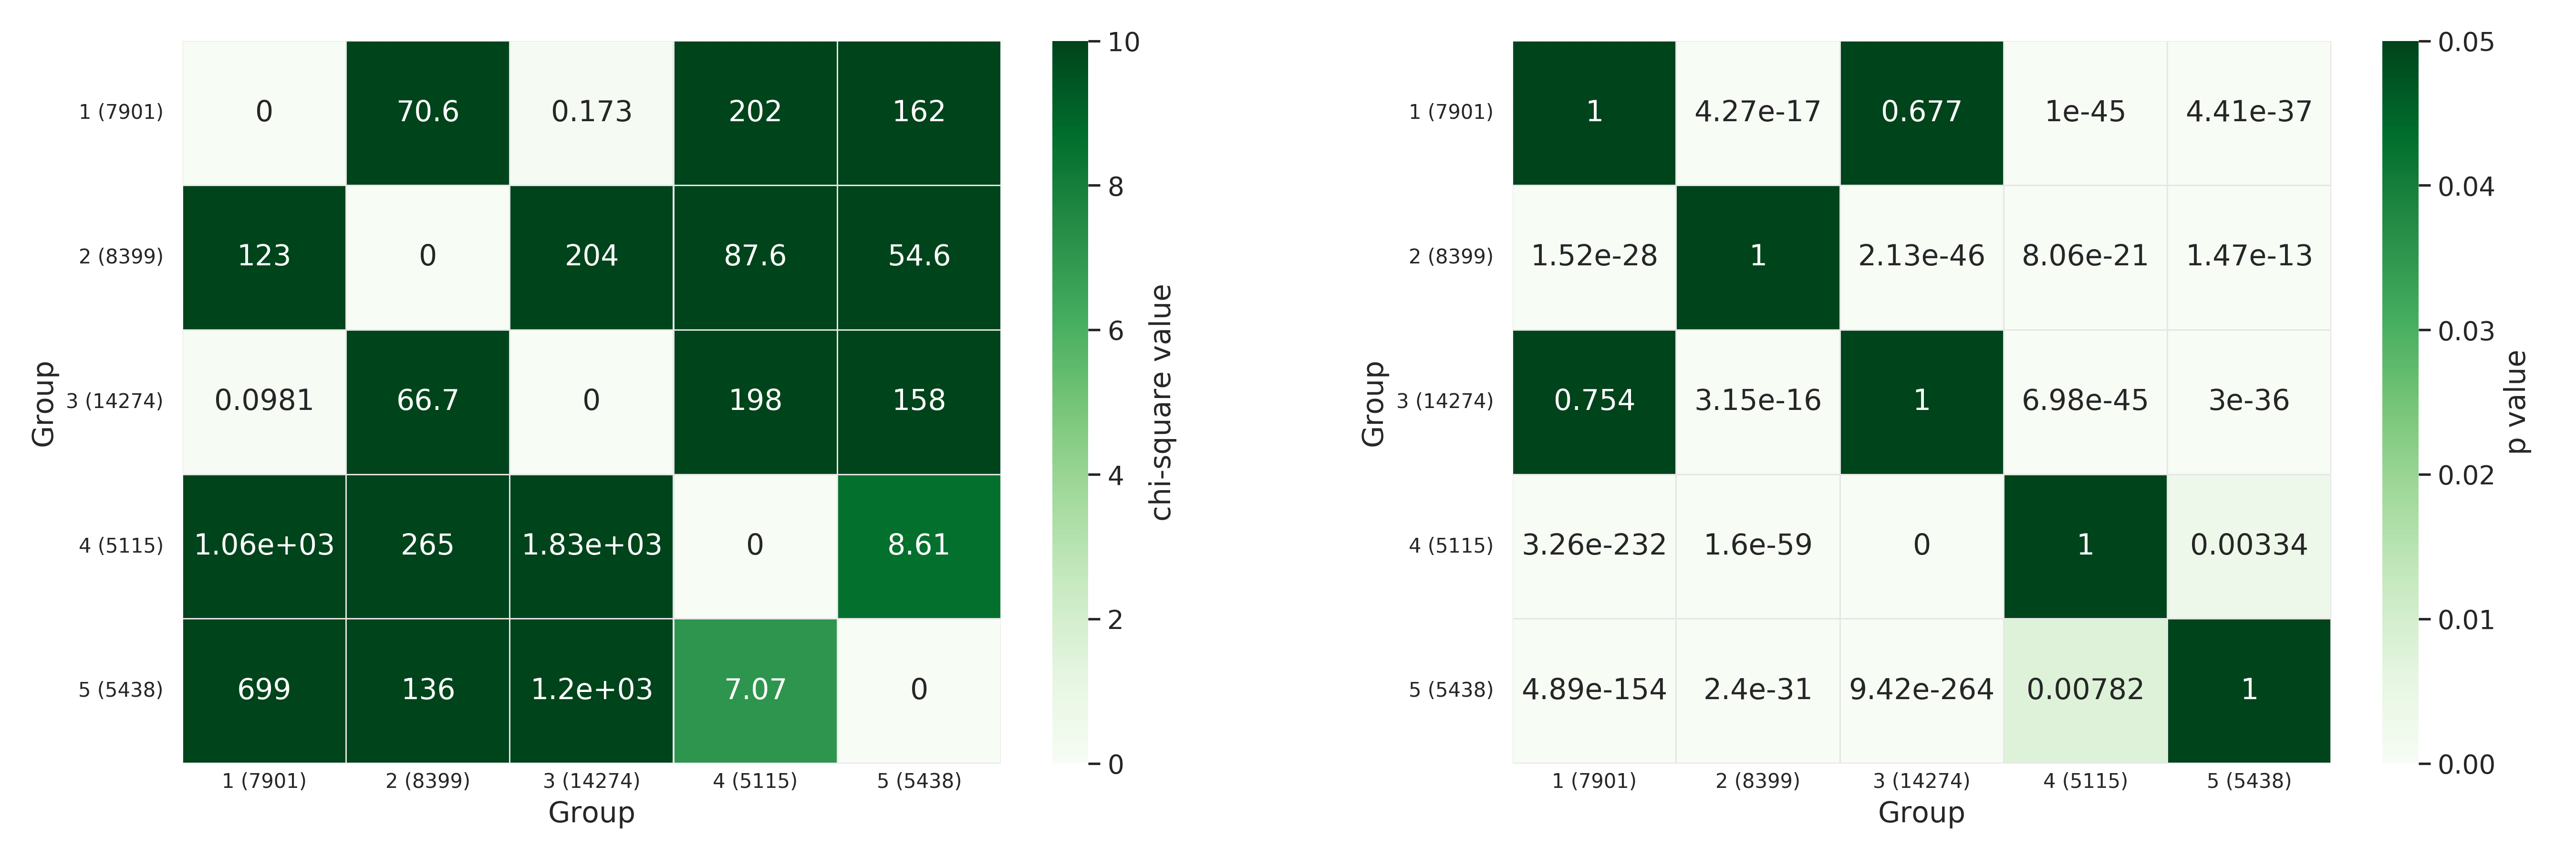 10
1 (7901) 0 70.6 0.173 202 162
8
2 (8399) 123 0 204 87.6 54.6
6
3 (14274) 0.0981 66.7 0 198 158
4
4 (5115) 1.06e+03 265 1.83e+03 0 8.61
2
5 (5438) 699 136 1.2e+03 7.07 0
0
1 (7901) 2 (8399) 3 (14274) 4 (5115) 5 (5438)
Group
Group
chi-square value
0.05
1 (7901) 1 4.27e-17 0.677 1e-45 4.41e-37
0.04
2 (8399) 1.52e-28 1 2.13e-46 8.06e-21 1.47e-13
0.03
3 (14274) 0.754 3.15e-16 1 6.98e-45 3e-36
0.02
4 (5115) 3.26e-232 1.6e-59 0 1 0.00334
0.01
5 (5438) 4.89e-154 2.4e-31 9.42e-264 0.00782 1
0.00
1 (7901) 2 (8399) 3 (14274) 4 (5115) 5 (5438)
Group
Group
p value